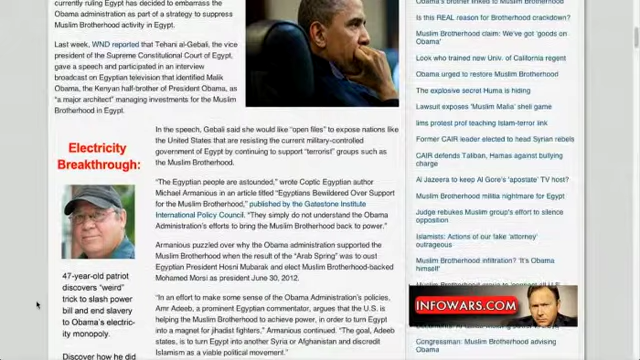 currently ruling Egypt has decided to embarrass the
Obama administration as part of a strategy to suppress
Muslim Brotherhood activity in Egypt.
Last week, WND reported that Tehani al-Gebali, the vice
president of the Supreme Constitutional Court of Egypt,
gave a speech and participated in an interview
broadcast on Egyptian television that identified Malik
Obama, the Kenyan half-brother of President Obama, as
"a major architect" managing investments for the Muslim
Brotherhood in Egypt.
Electricity
Breakthrough:
47-year-old patriot
discovers "weird"
trick to slash power
bill and end slavery
to Obama's electric-
ity monopoly.
Discover how he did
In the speech, Gebali said she would like "open files" to expose nations like
the United States that are resisting the current military-controlled
government of Egypt by continuing to support "terrorist" groups such as
the Muslim Brotherhood.
"The Egyptian people are astounded," wrote Coptic Egyptian author
Michael Armanious in an article titled "Egyptians Bewildered Over Support
for the Muslim Brotherhood," published by the Gatestone Institute
International Policy Council. "They simply do not understand the Obama
Administration's efforts to bring the Muslim Brotherhood back to power."
Armanious puzzled over why the Obama administration supported the
Muslim Brotherhood when the result of the "Arab Spring" was to oust
Egyptian President Hosni Mubarak and elect Muslim Brotherhood-backed
Mohamed Morsi as president June 30, 2012.
"In an effort to make some sense of the Obama Administration's policies,
Amr Adeeb, a prominent Egyptian commentator, argues that the U.S. is
helping the Muslim Brotherhood to achieve power, in order to turn Egypt
into a magnet for jihadist fighters," Armanious continued. "The goal, Adeeb
states, is to turn Egypt into another Syria or Afghanistan and discredit
Islamism as a viable political movement."
Obama's brother linked to Muslim Brotherhood
Is this REAL reason for Brotherhood crackdown?
Muslim Brotherhood claim: We've got 'goods on
Obama'
Look who trained new Univ. of California regent
Obama urged to restore Muslim Brotherhood
The explosive secret Huma is hiding
Lawsuit exposes 'Muslim Mafia' shell game
Iims protest prof teaching Islam-terror link
Former CAIR leader elected to head Syrian rebels
CAIR defends Taliban, Hamas against bullying
charge
Al Jazeera to keep Al Gore's 'apostate' TV host?
Muslim Brotherhood militia nightmare for Egypt
Judge rebukes Muslim group's effort to silence
opposition
Islamists: Actions of our fake 'attorney'
outrageous
Muslim Brotherhood infiltration? 'It's Obama
himself'
INFOWARS.COM
Congressman: Muslim Brotherhood advising
Obama